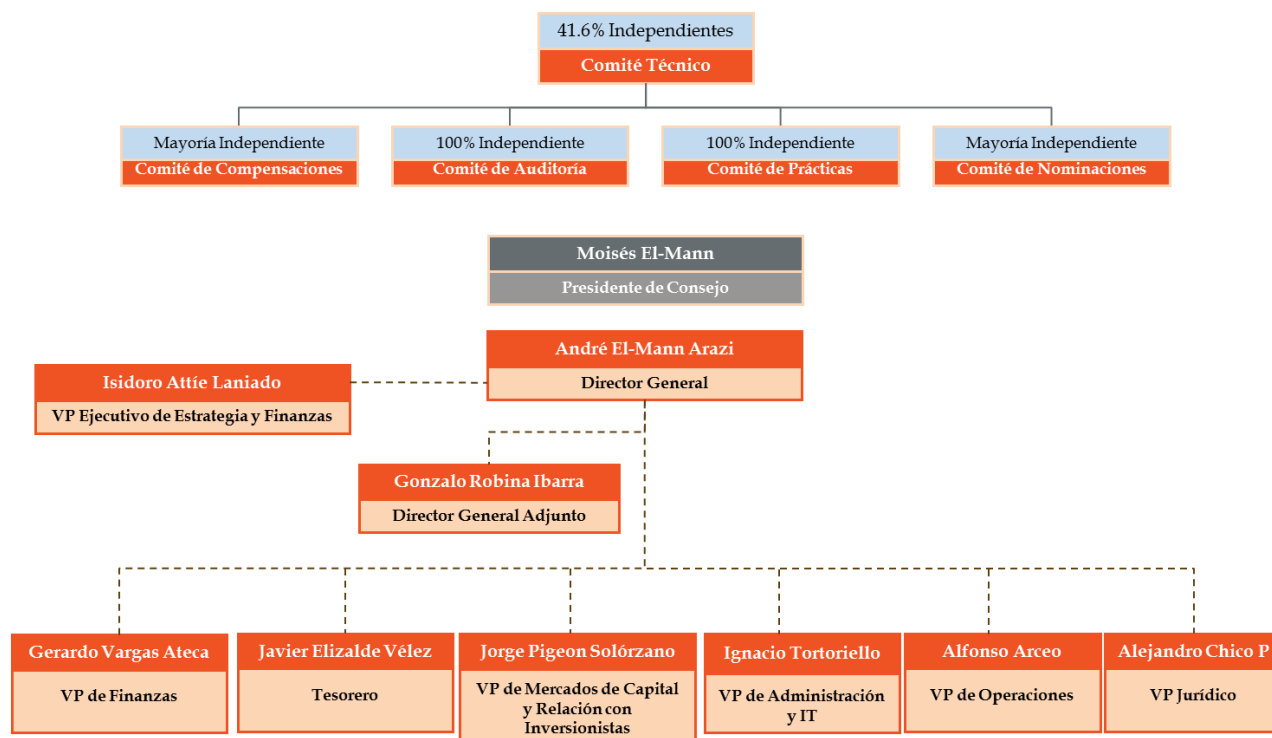 41.6% Independientes
Comité Técnico
Mayoría Independiente
Comité de Compensaciones
100% Independiente
Comité de Auditoría
100% Independiente
Comité de Prácticas
Mayoría Independiente
Comité de Nominaciones
Moisés El-Mann
Presidente de Consejo
André El-Mann Arazi
Director General
Isidoro Attíe Laniado
VP Ejecutivo de Estrategia y Finanzas
Gonzalo Robina Ibarra
Director General Adjunto
Gerardo Vargas Ateca
VP de Finanzas
Javier Elizalde Vélez
Tesorero
Jorge Pigeon Solórzano
VP de Mercados de Capital
y Relación con
Inversionistas
Ignacio Tortoriello
VP de Administración
y IT
Alfonso Arceo
VP de Operaciones
Alejandro Chico P
VP Jurídico